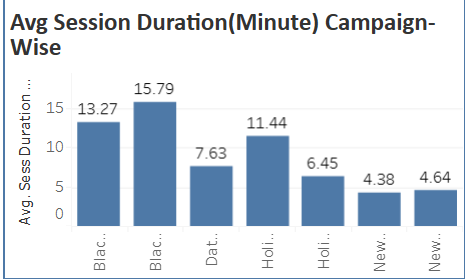 Avg Session Duration(Minute) Campaign-
Wise
Avg. Sess Duration ...
15
10
5
0
13.27
15.79
7.63
11.44
6.45
4.38
4.64
Blac..
Blac..
Dat..
Holi..
Holi..
New..
New..